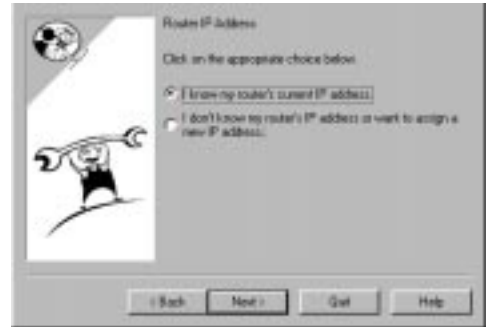 Router IP Address
Click on the appropriate choice below.
I know my router's current IP address.
I don't know my router's IP address or want to assign a
new IP address.
< Back
Next >
Quit
Help